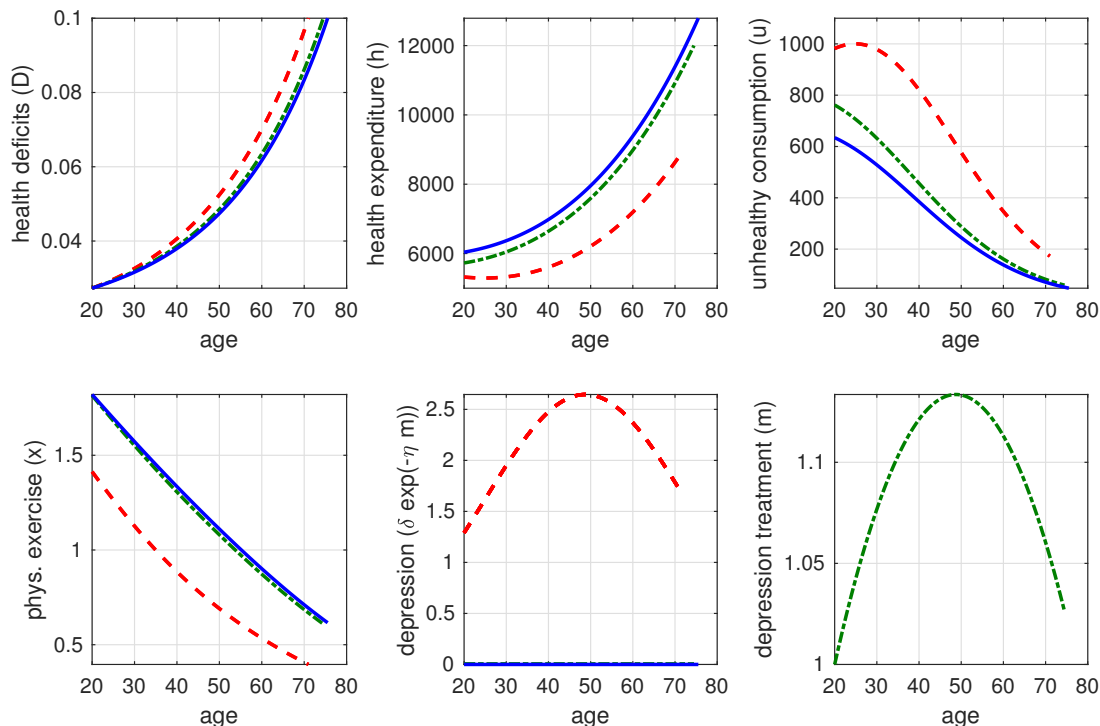 health deficits (D)
0.1
0.08
0.06
0.04
20 30 40 50 60 70 80
age
health expenditure (h)
12000
10000
8000
6000
20 30 40 50 60 70 80
age
unhealthy consumption (u)
1000
800
600
400
200
20 30 40 50 60 70 80
age
phys. exercise (x)
1.5
1
0.5
20 30 40 50 60 70 80
age
depression (δ exp(-η m))
2.5
2
1.5
1
0.5
0
20 30 40 50 60 70 80
age
depression treatment (m)
1.1
1.05
1
20 30 40 50 60 70 80
age